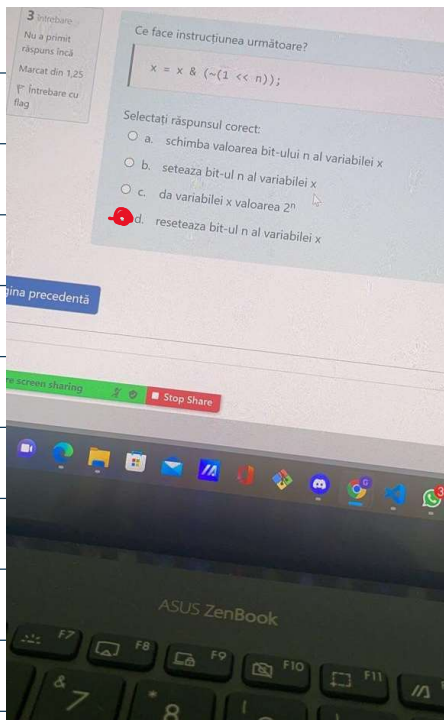 3 Întrebare
Nu a primit
răspuns încă
Marcat din 1,25
Întrebare cu
flag
Ce face instrucțiunea următoare?
x = x & (~(1 << n));
Selectați răspunsul corect:
a. schimba valoarea bit-ului n al variabilei x
b. seteaza bit-ul n al variabilei x
c. da variabilei x valoarea 2ⁿ
d. reseteaza bit-ul n al variabilei x
gina precedentă
re screen sharing
Stop Share
3
ASUS ZenBook
F7
F8
F9
F10
F11
&
7
*
8
(